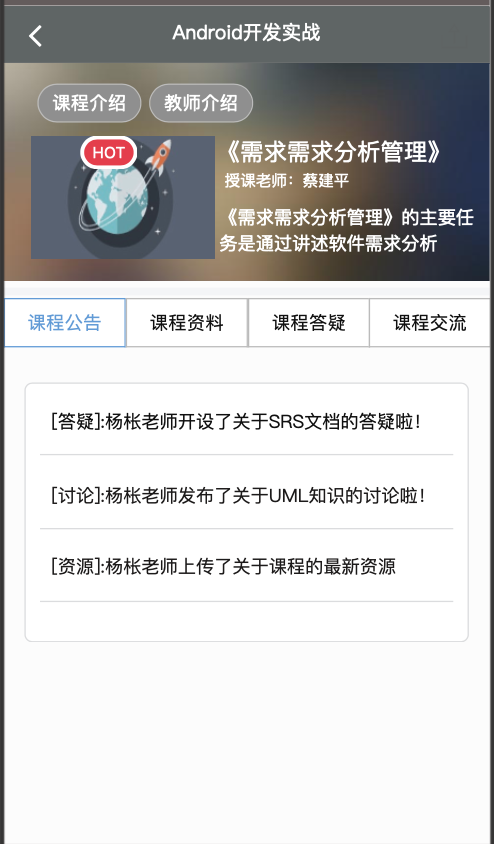 Android开发实战
课程介绍 教师介绍
HOT
《需求需求分析管理》
授课老师：蔡建平
《需求需求分析管理》的主要任
务是通过讲述软件需求分析
课程公告 课程资料 课程答疑 课程交流
[答疑]:杨枨老师开设了关于SRS文档的答疑啦！
[讨论]:杨枨老师发布了关于UML知识的讨论啦！
[资源]:杨枨老师上传了关于课程的最新资源